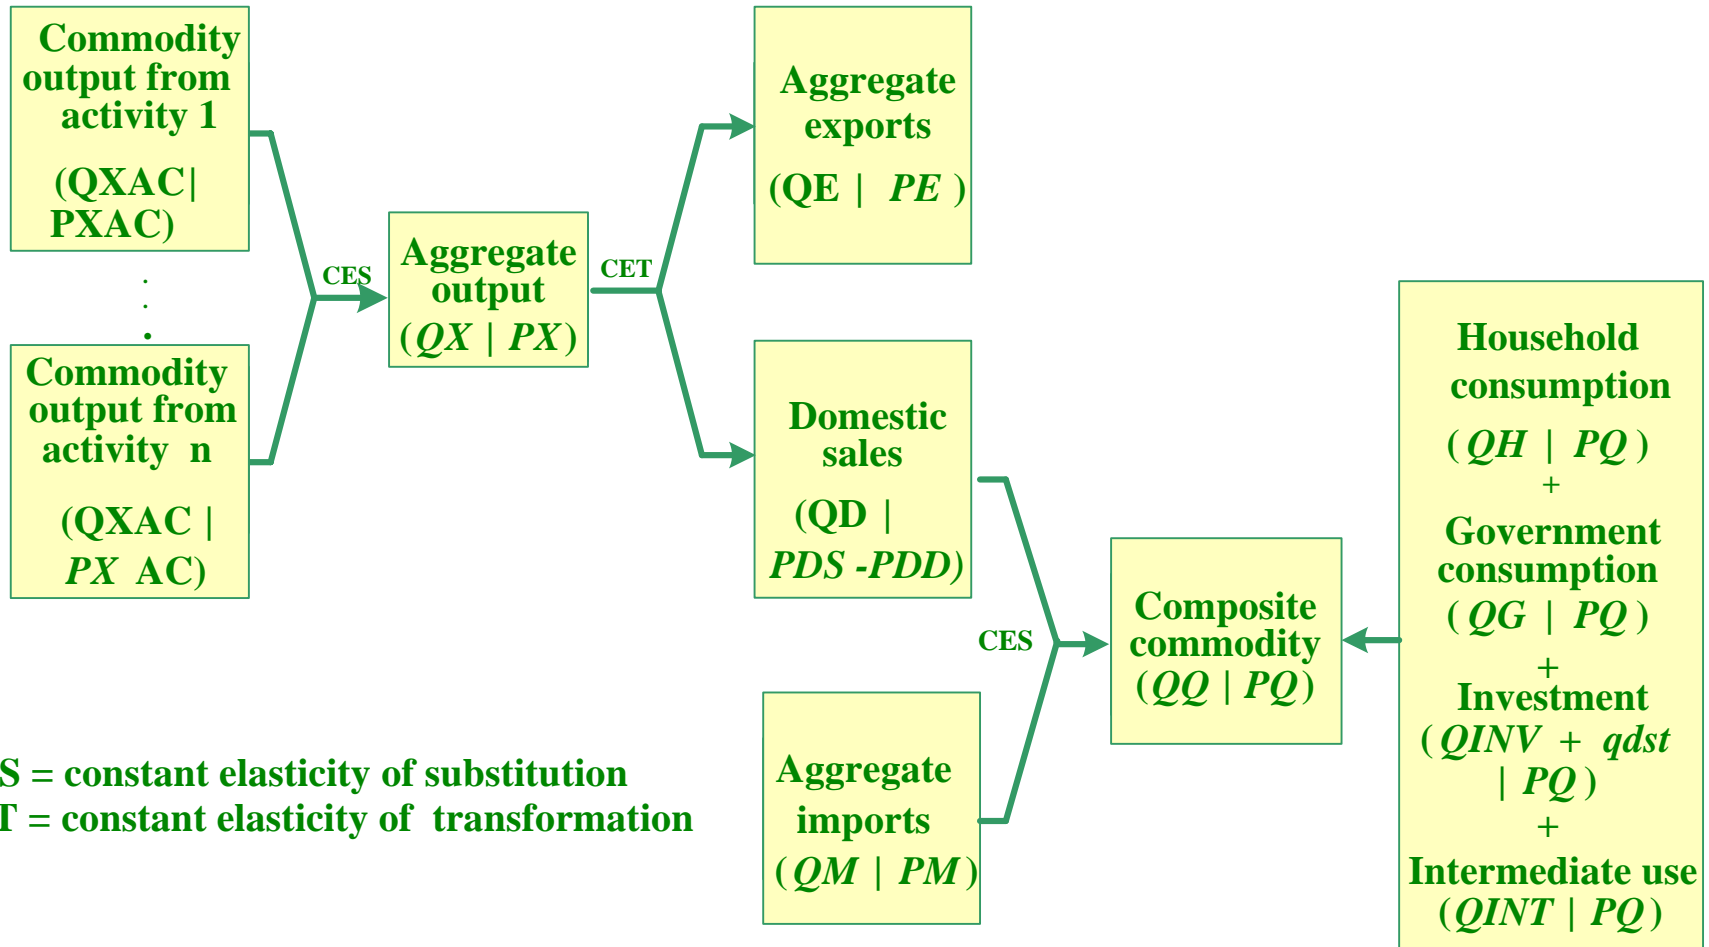 Commodity
output from
activity 1
(QXAC|
PXAC)
.
.
.
Commodity
output from
activity n
(QXAC |
PX AC)
CES
Aggregate
output
(QX | PX)
CET
Aggregate
exports
(QE | PE )
Domestic
sales
(QD |
PDS -PDD)
Aggregate
imports
(QM | PM)
CES
Composite
commodity
(QQ | PQ)
Household
consumption
(QH | PQ )
+
Government
consumption
(QG | PQ )
+
Investment
(QINV + qdst
| PQ )
+
Intermediate use
(QINT | PQ)
S = constant elasticity of substitution
T = constant elasticity of transformation